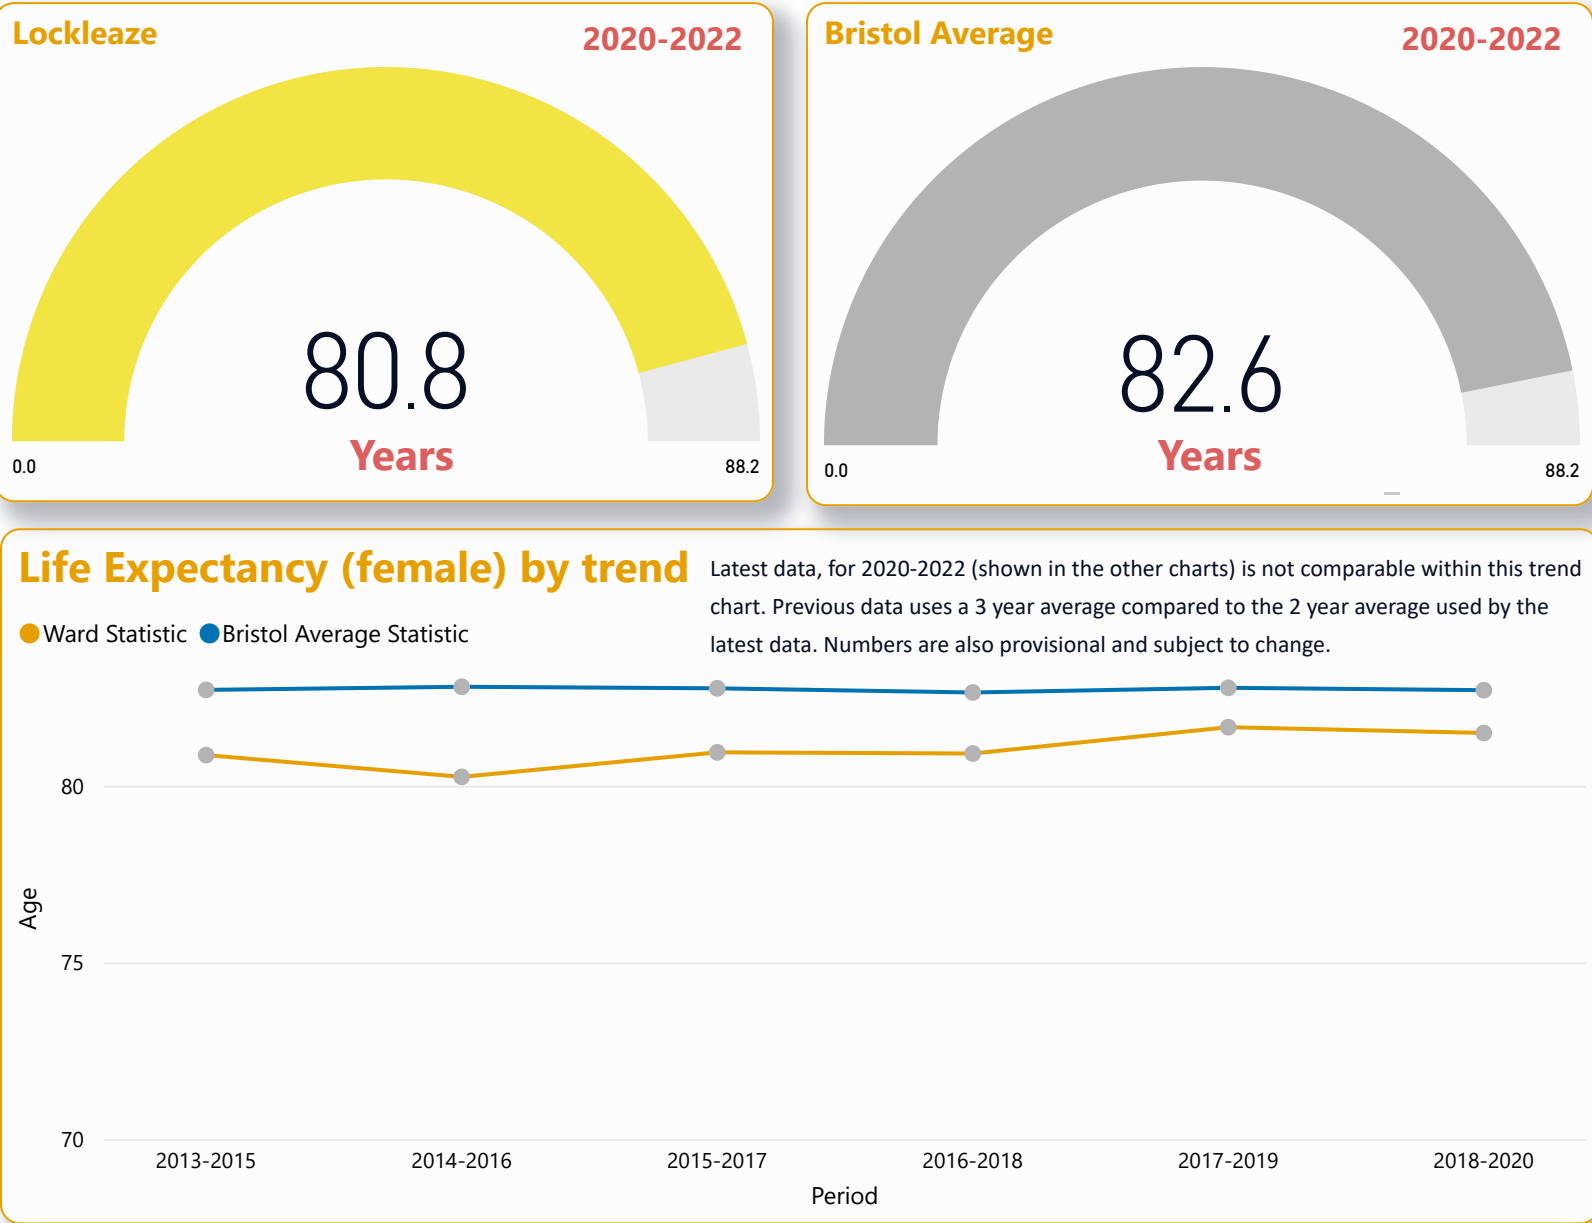 Lockleaze
2020-2022
80.8
Years
0.0
88.2
Bristol Average
2020-2022
82.6
Years
0.0
88.2
Life Expectancy (female) by trend
Latest data, for 2020-2022 (shown in the other charts) is not comparable within this trend
chart. Previous data uses a 3 year average compared to the 2 year average used by the
latest data. Numbers are also provisional and subject to change.
Ward Statistic
Bristol Average Statistic
80
75
70
Age
2013-2015
2014-2016
2015-2017
2016-2018
2017-2019
2018-2020
Period